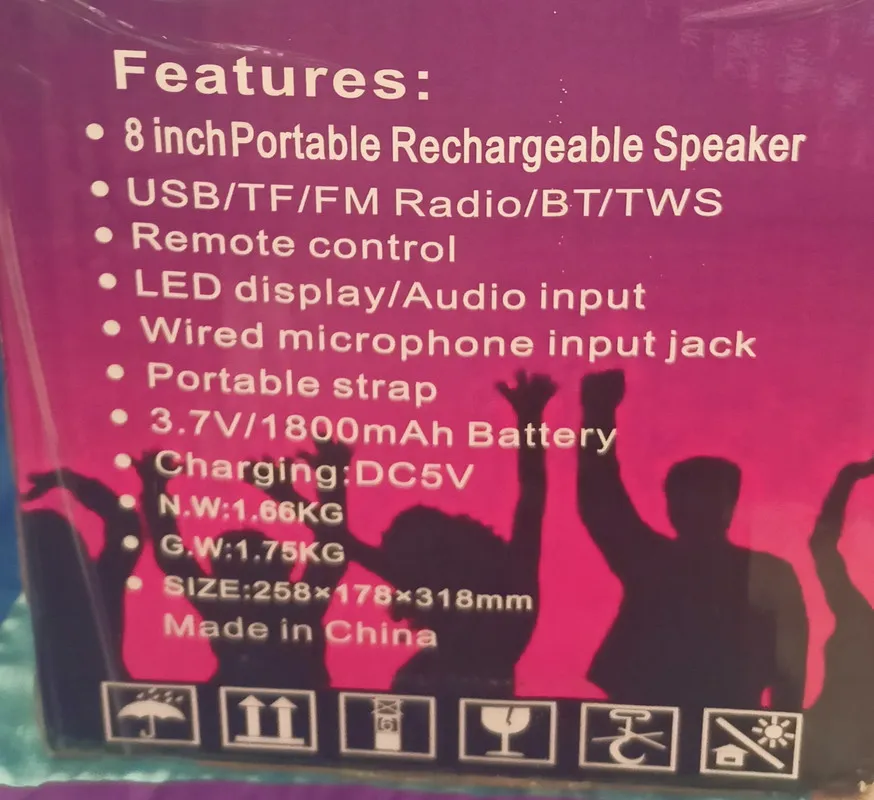 Features:
• 8 inch Portable Rechargeable Speaker
• USB/TF/FM Radio/BT/TWS
• Remote control
• LED display/Audio input
• Wired microphone input jack
• Portable strap
• 3.7V/1800mAh Battery
• Charging:DC5V
• N.W:1.66KG
• G.W:1.75KG
• SIZE:258×178×318mm
Made in China